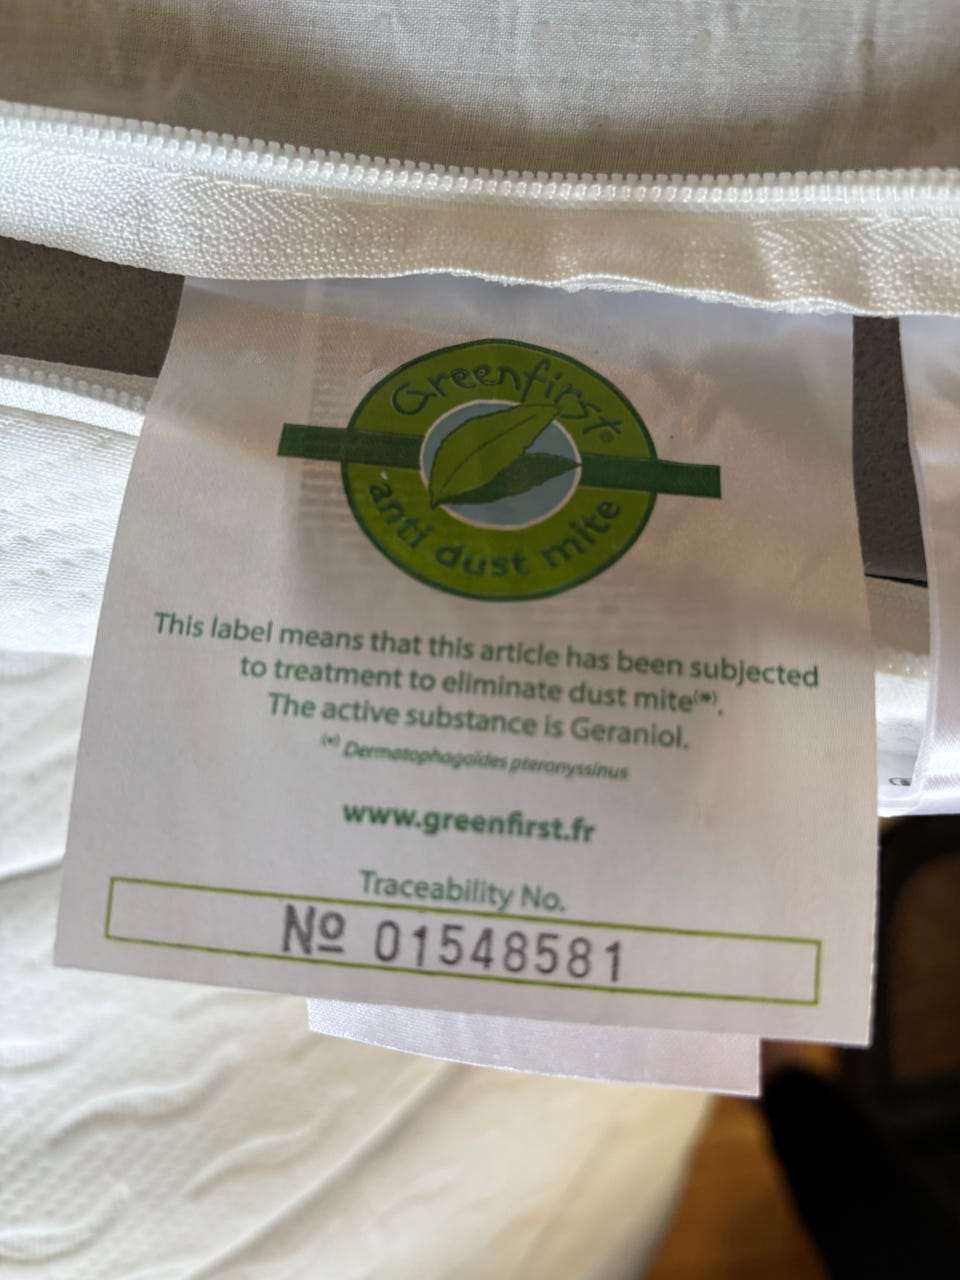 Greenfirst®
anti dust mite
This label means that this article has been subjected
to treatment to eliminate dust mite(*).
The active substance is Geraniol.
(*) Dermatophagoïdes pteronyssinus
www.greenfirst.fr
Traceability No.
Nº 01548581